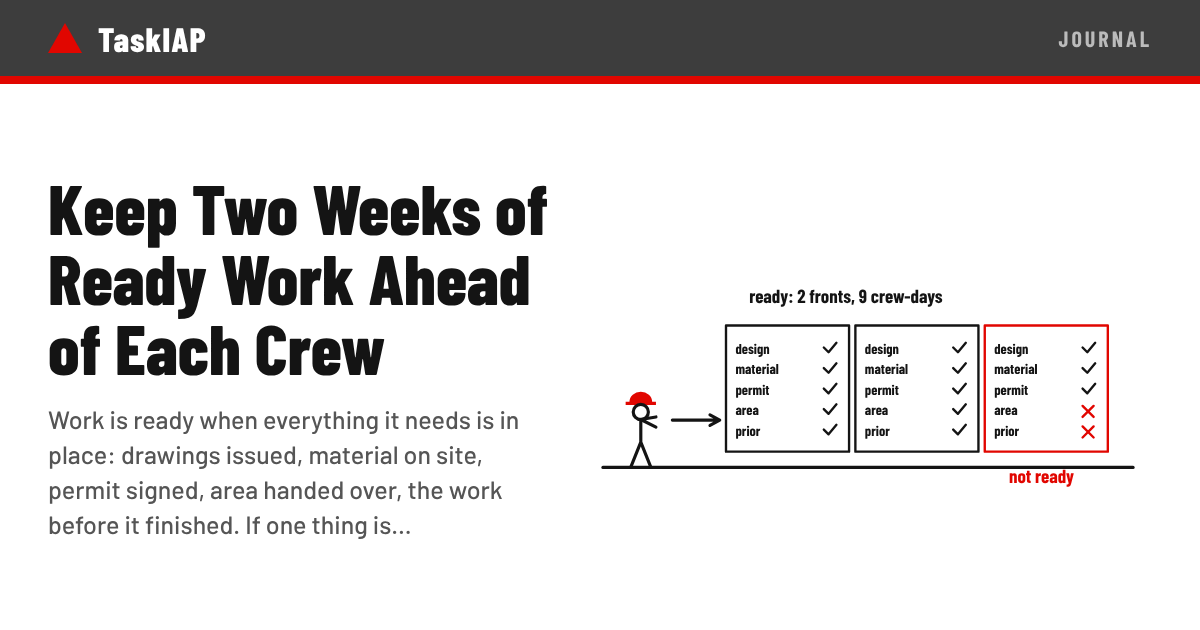 TaskIAP
JOURNAL
Keep Two Weeks of
Ready Work Ahead
of Each Crew
Work is ready when everything it needs is in
place: drawings issued, material on site,
permit signed, area handed over, the work
before it finished. If one thing is...
ready: 2 fronts, 9 crew-days
design
material
permit
area
prior
design
material
permit
area
prior
design
material
permit
area
prior
not ready